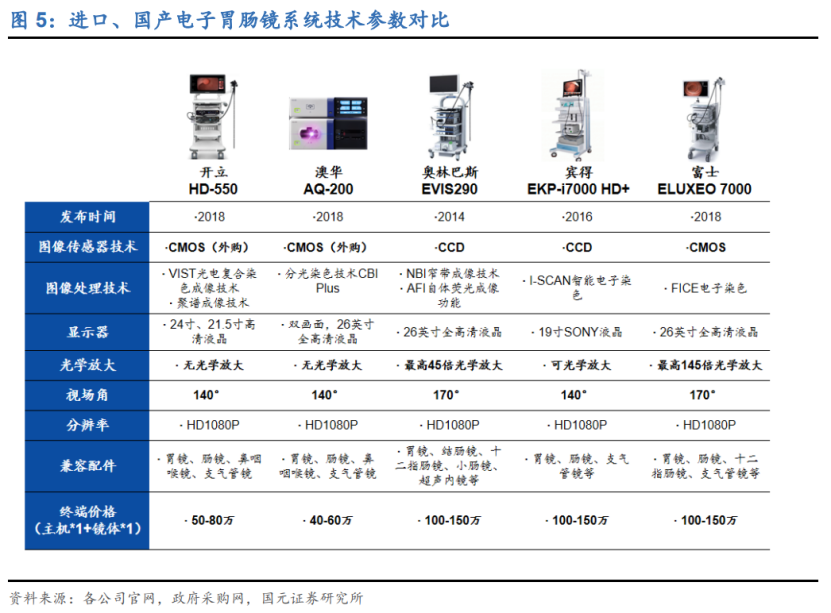 图 5：进口、国产电子胃肠镜系统技术参数对比
开立
HD-550
澳华
AQ-200
奥林巴斯
EVIS290
宾得
EKP-i7000 HD+
富士
ELUXEO 7000
发布时间
·2018
·2018
·2014
·2016
·2018
图像传感器技术
·CMOS（外购）
·CMOS（外购）
·CCD
·CCD
·CMOS
图像处理技术
· VIST光电复合染
色成像技术
· 聚谱成像技术
· 分光染色技术CBI
Plus
· NBI窄带成像技术
· AFI自体荧光成像
功能
· I-SCAN智能电子染
色
· FICE电子染色
显示器
· 24寸、21.5寸高
清液晶
· 双画面，26英寸
全高清液晶
· 26英寸全高清液晶
· 19寸SONY液晶
· 26英寸全高清液晶
光学放大
· 无光学放大
· 无光学放大
· 最高45倍光学放大
· 可光学放大
· 最高145倍光学放大
视场角
140°
140°
170°
140°
170°
分辨率
· HD1080P
· HD1080P
· HD1080P
· HD1080P
· HD1080P
兼容配件
· 胃镜、肠镜、鼻咽
喉镜、支气管镜
· 胃镜、肠镜、鼻
咽喉镜、支气管镜
· 胃镜、结肠镜、十
二指肠镜、小肠镜、
超声内镜等
· 胃镜、肠镜、支气
管镜等
· 胃镜、肠镜、十二
指肠镜、支气管镜等
终端价格
（主机*1+镜体*1）
· 50-80万
· 40-60万
· 100-150万
· 100-150万
· 100-150万
资料来源：各公司官网，政府采购网，国元证券研究所